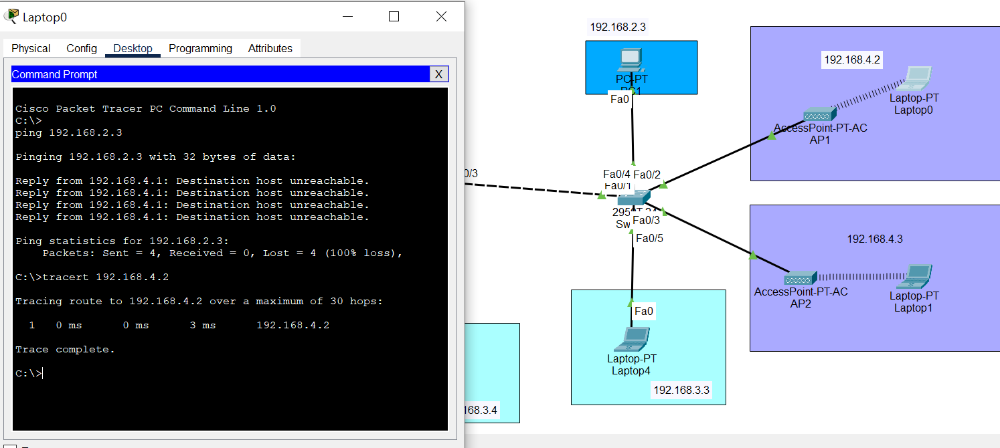 Laptop0
Physical Config Desktop Programming Attributes
Command Prompt X
Cisco Packet Tracer PC Command Line 1.0
C:\>
ping 192.168.2.3
Pinging 192.168.2.3 with 32 bytes of data:
Reply from 192.168.4.1: Destination host unreachable.
Reply from 192.168.4.1: Destination host unreachable.
Reply from 192.168.4.1: Destination host unreachable.
Reply from 192.168.4.1: Destination host unreachable.
Ping statistics for 192.168.2.3:
Packets: Sent = 4, Received = 0, Lost = 4 (100% loss),
C:\>tracert 192.168.4.2
Tracing route to 192.168.4.2 over a maximum of 30 hops:
1 0 ms 0 ms 3 ms 192.168.4.2
Trace complete.
C:\>
192.168.2.3
PC-PT
PC1
Fa0
192.168.4.2
Laptop-PT
Laptop0
AccessPoint-PT-AC
AP1
0/3
Fa0/4 Fa0/2
Fa0/1
Sw
Fa0/3
Fa0/5
192.168.4.3
AccessPoint-PT-AC
AP2
Laptop-PT
Laptop1
Fa0
Laptop-PT
Laptop4
192.168.3.3
168.3.4